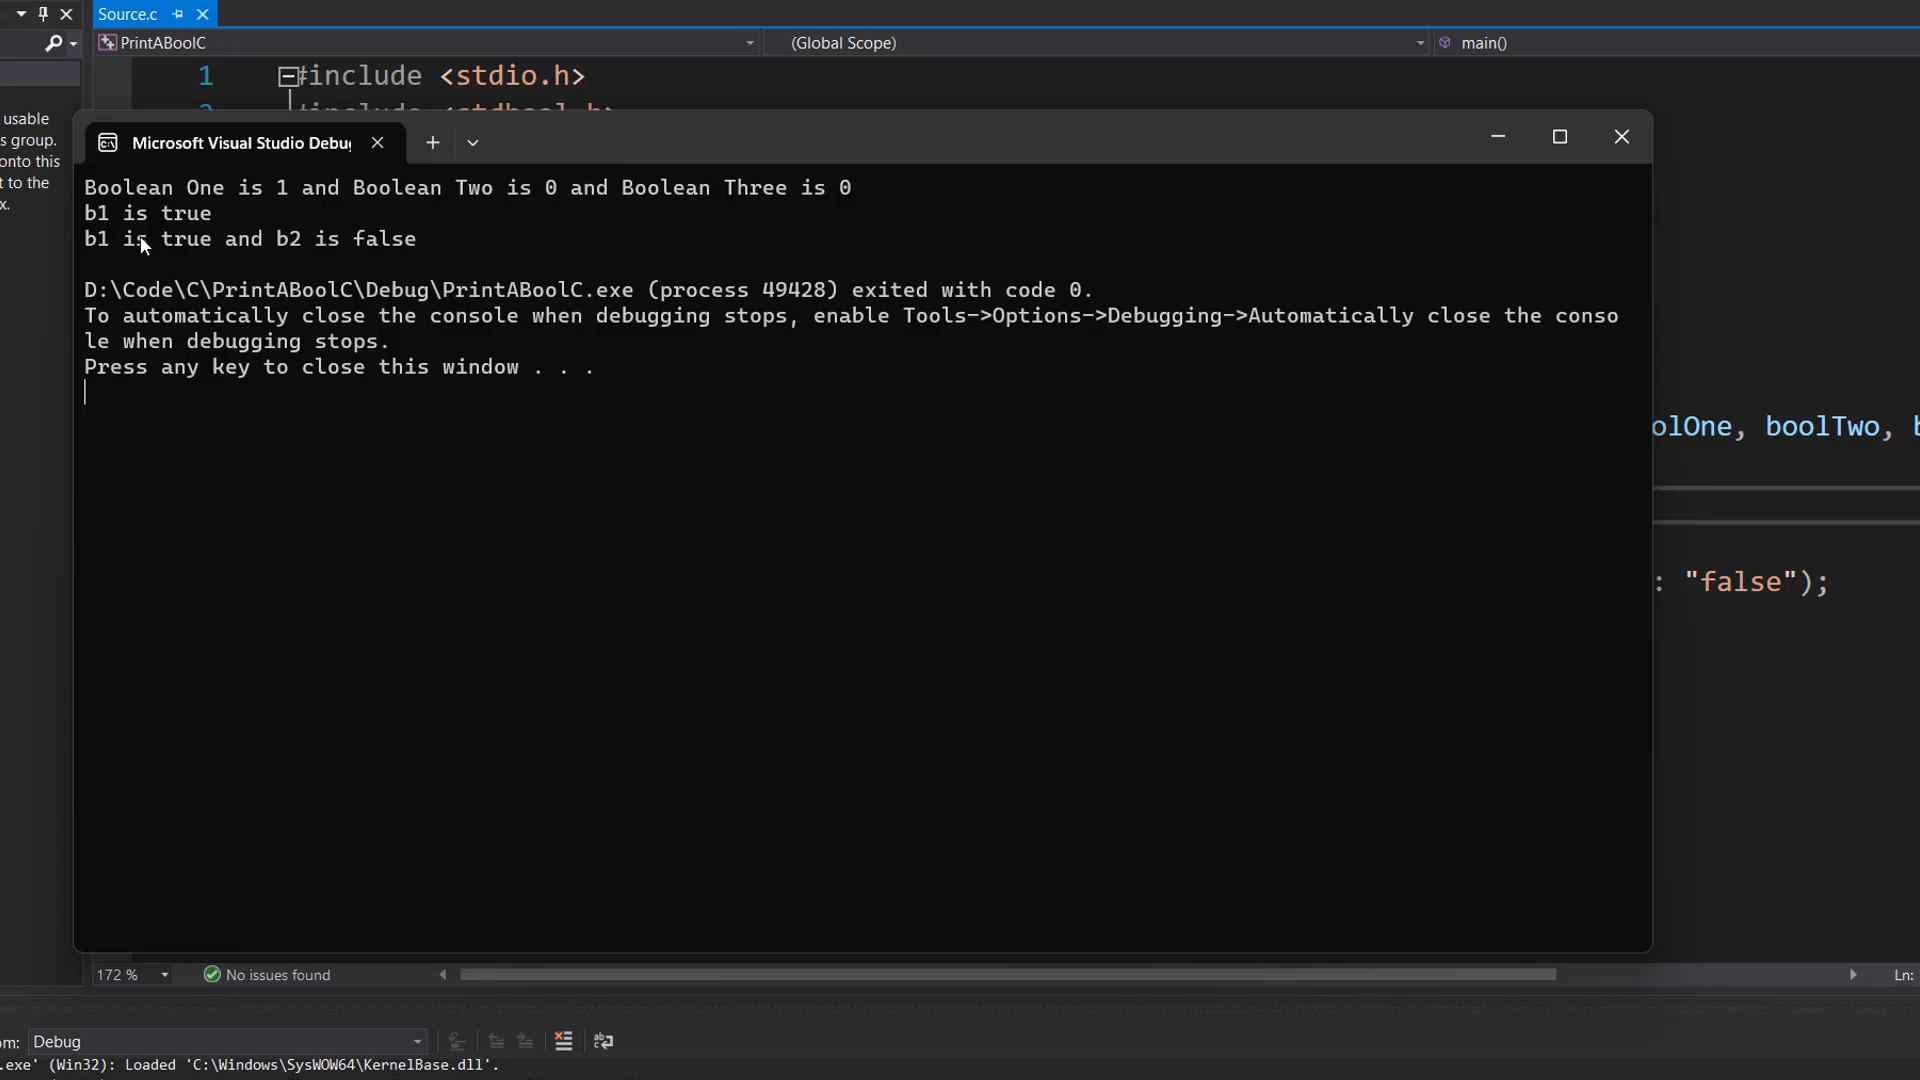 Source.c
PrintABoolC
(Global Scope)
main()
1
#include <stdio.h>
2
#include <stdbool.h>
usable
s group.
onto this
t to the
x.
Microsoft Visual Studio Debu
Boolean One is 1 and Boolean Two is 0 and Boolean Three is 0
b1 is true
b1 is true and b2 is false
D:\Code\C\PrintABoolC\Debug\PrintABoolC.exe (process 49428) exited with code 0.
To automatically close the console when debugging stops, enable Tools->Options->Debugging->Automatically close the conso
le when debugging stops.
Press any key to close this window . . .
olOne, boolTwo, b
: "false");
172 %
No issues found
Ln:
om:
Debug
.exe' (Win32): Loaded 'C:\Windows\SysWOW64\KernelBase.dll'.